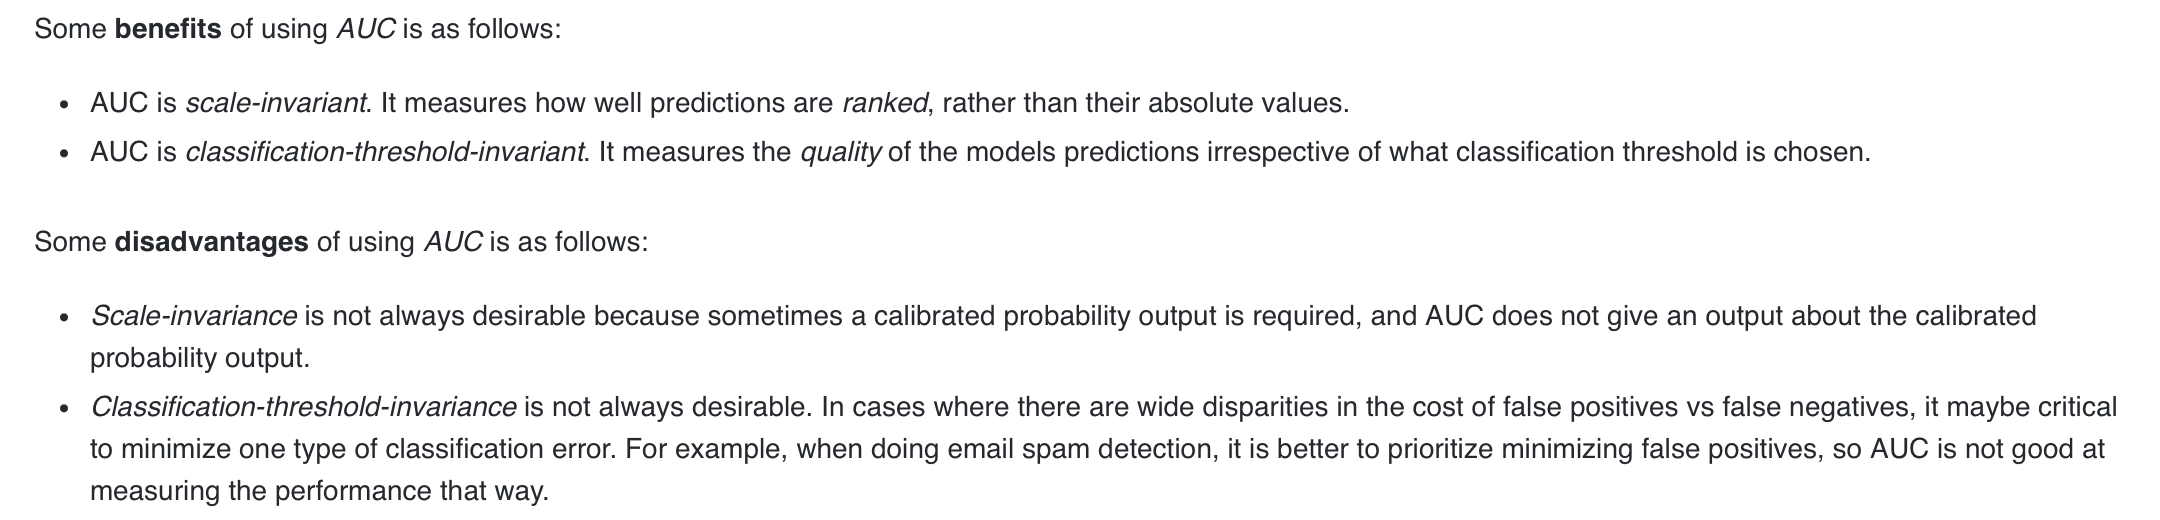 Some benefits of using AUC is as follows:
• AUC is scale-invariant. It measures how well predictions are ranked, rather than their absolute values.
• AUC is classification-threshold-invariant. It measures the quality of the models predictions irrespective of what classification threshold is chosen.
Some disadvantages of using AUC is as follows:
• Scale-invariance is not always desirable because sometimes a calibrated probability output is required, and AUC does not give an output about the calibrated
probability output.
• Classification-threshold-invariance is not always desirable. In cases where there are wide disparities in the cost of false positives vs false negatives, it maybe critical
to minimize one type of classification error. For example, when doing email spam detection, it is better to prioritize minimizing false positives, so AUC is not good at
measuring the performance that way.